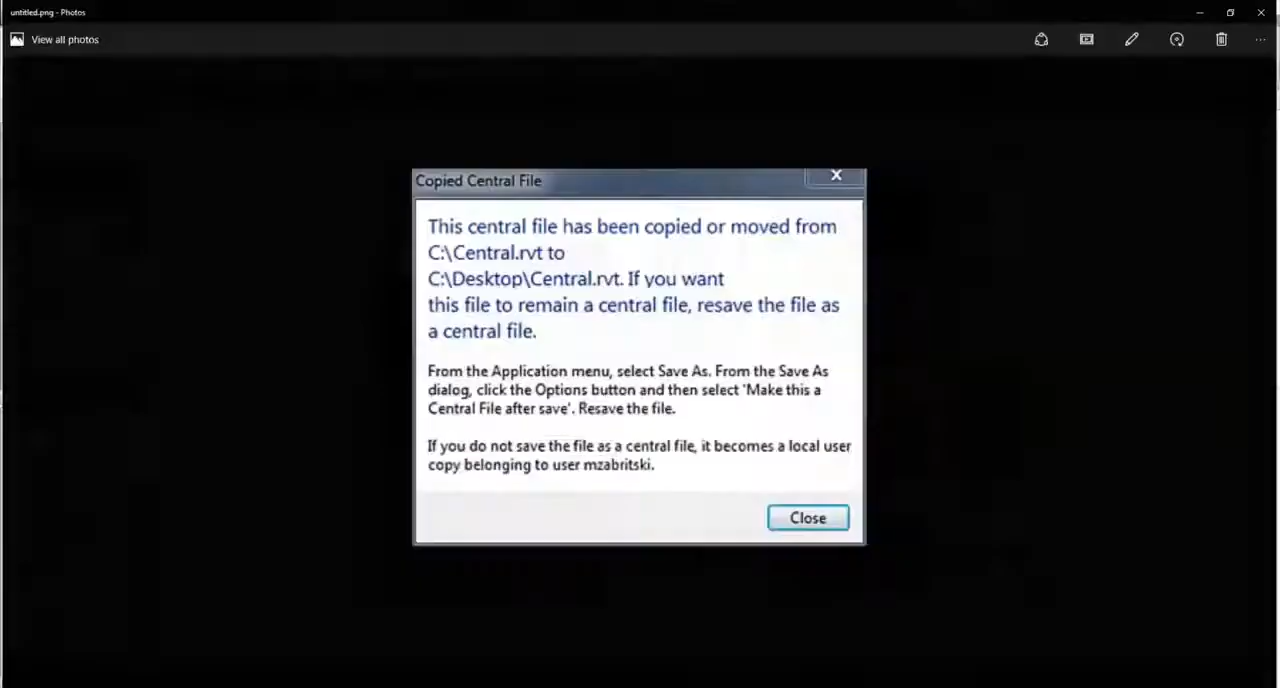 untitled.png - Photos
View all photos
Copied Central File
This central file has been copied or moved from
C:\Central.rvt to
C:\Desktop\Central.rvt. If you want
this file to remain a central file, resave the file as
a central file.
From the Application menu, select Save As. From the Save As
dialog, click the Options button and then select 'Make this a
Central File after save'. Resave the file.
If you do not save the file as a central file, it becomes a local user
copy belonging to user mzabritski.
Close